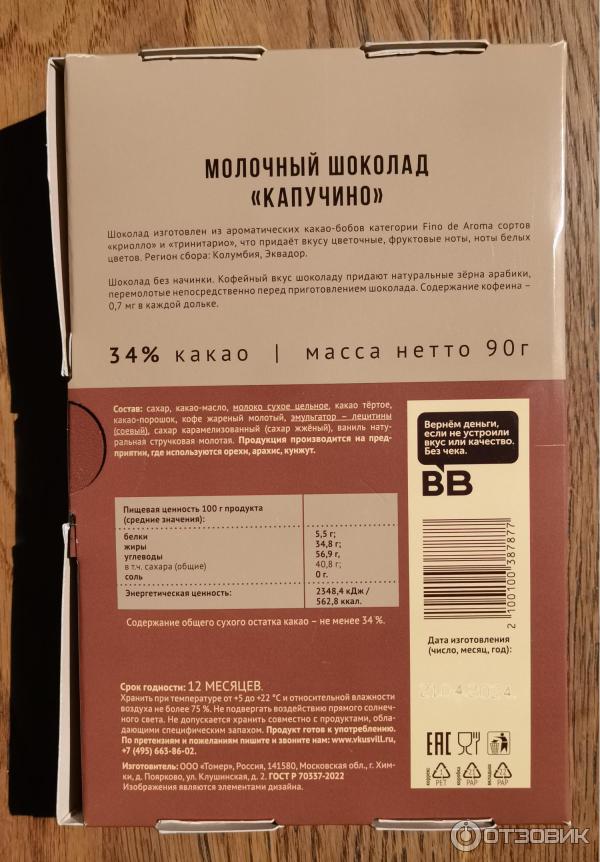 МОЛОЧНЫЙ ШОКОЛАД
«КАПУЧИНО»
Шоколад изготовлен из ароматических какао-бобов категории Fino de Aroma сортов
«криолло» и «тринитарио», что придаёт вкусу цветочные, фруктовые ноты, ноты белых
цветов. Регион сбора: Колумбия, Эквадор.
Шоколад без начинки. Кофейный вкус шоколаду придают натуральные зёрна арабики,
перемолотые непосредственно перед приготовлением шоколада. Содержание кофеина –
0,7 мг в каждой дольке.
34% какао | масса нетто 90г
Состав: сахар, какао-масло, молоко сухое цельное, какао тёртое,
какао-порошок, кофе жареный молотый, эмульгатор – лецитины
(соевый), сахар карамелизованный (сахар жжёный), ваниль нату-
ральная стручковая молотая. Продукция производится на пред-
приятии, где используются орехи, арахис, кунжут.
Пищевая ценность 100 г продукта
(средние значения):
белки 5,5 г;
жиры 34,8 г;
углеводы 56,9 г,
в т.ч. сахара (общие) 40,8 г;
соль 0 г.
Энергетическая ценность: 2348,4 кДж /
562,8 ккал.
Содержание общего сухого остатка какао – не менее 34 %.
Вернём деньги,
если не устроили
вкус или качество.
Без чека.
ВВ
2 100100 387877
Дата изготовления
(число, месяц, год):
Срок годности: 12 МЕСЯЦЕВ.
Хранить при температуре от +5 до +22 °С и относительной влажности
воздуха не более 75 %. Не подвергать воздействию прямого солнеч-
ного света. Не допускается хранить совместно с продуктами, обла-
дающими специфическим запахом. Продукт готов к употреблению.
По претензиям и пожеланиям пишите и звоните нам: www.vkusvill.ru,
+7 (495) 663-86-02.
Изготовитель: ООО «Томер», Россия, 141580, Московская обл., г. Хим-
ки, д. Поярково, ул. Клушинская, д. 2. ГОСТ Р 70337-2022
Изображения являются элементами дизайна.
EAC
PET PAP PAP
ОТЗОВИК